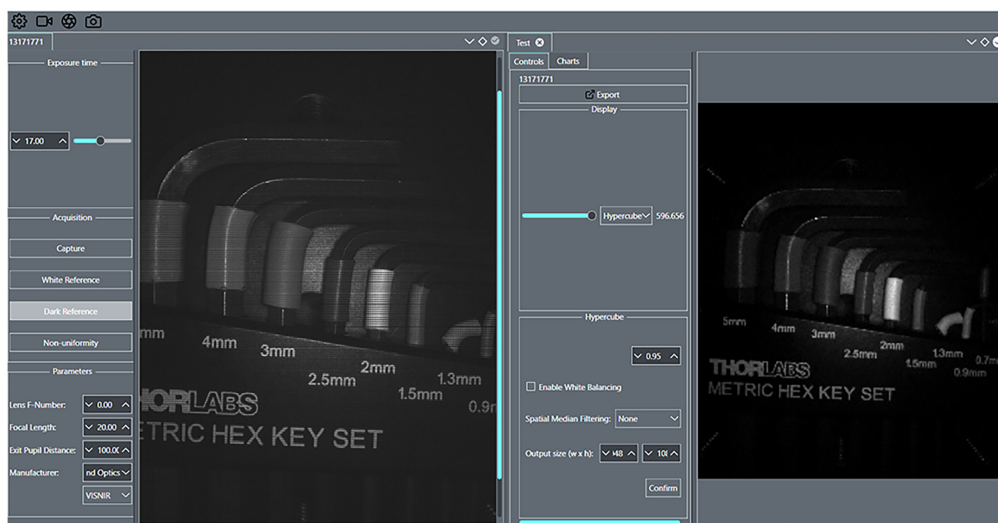 13171771
Exposure time
17.00
Acquisition
Capture
White Reference
Dark Reference
Non-uniformity
Parameters
Lens F-Number:
0.00
Focal Length:
20.00
Exit Pupil Distance:
Manufacturer:
nd Optics
VISNIR
mm
4mm
3mm
2.5mm
2mm
1.5mm
1.3mm
HORLABS
ETRIC HEX KEY SET
Test
Controls
Charts
13171771
Export
Display
Hypercube
596.656
Hypercube
0.95
Enable White Balancing
Spatial Median Filtering:
None
Output size (w x h):
Confirm
5mm
4mm
3mm
2.5mm
2mm
1.5mm
1.3mm
0.9mm
THORLABS
METRIC HEX KEY SET